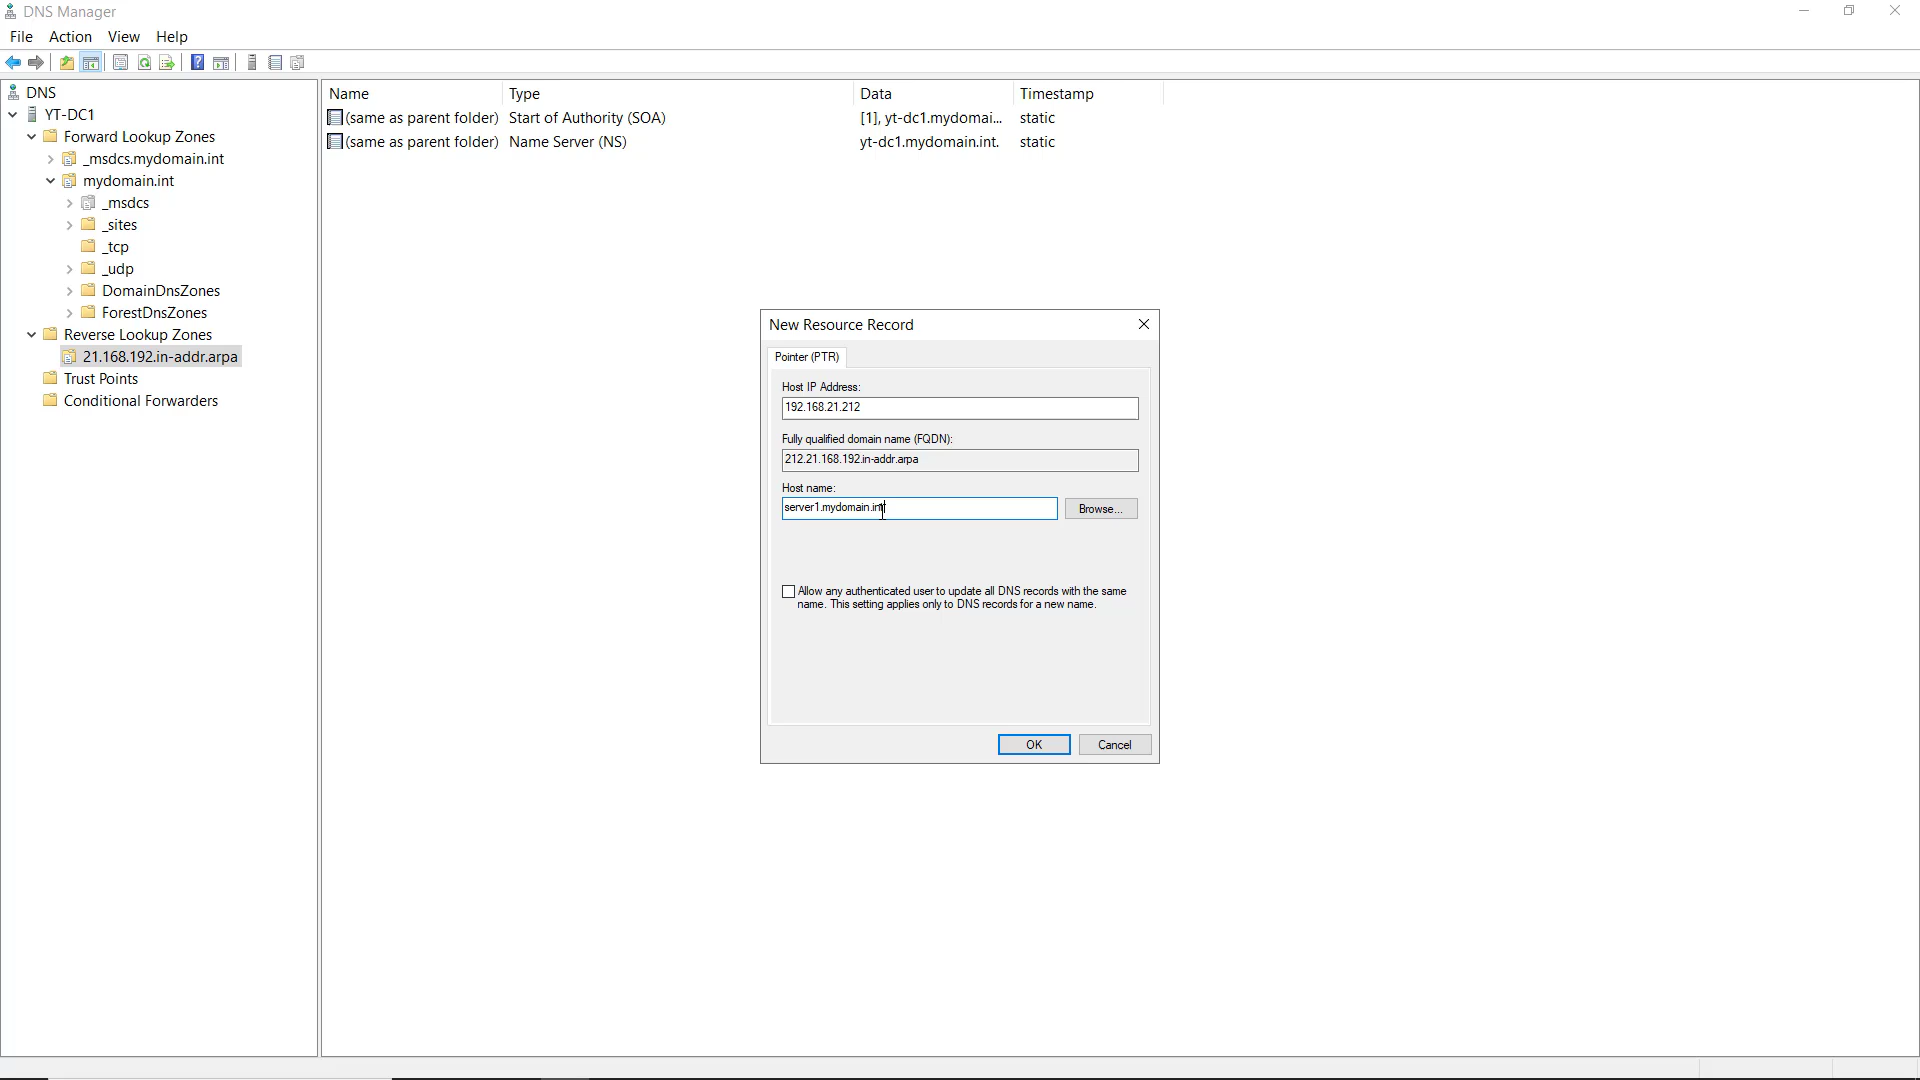 DNS Manager
File Action View Help
DNS
YT-DC1
Forward Lookup Zones
_msdcs.mydomain.int
mydomain.int
_msdcs
_sites
_tcp
_udp
DomainDnsZones
ForestDnsZones
Reverse Lookup Zones
21.168.192.in-addr.arpa
Trust Points
Conditional Forwarders
Name Type Data Timestamp
(same as parent folder) Start of Authority (SOA) [1], yt-dc1.mydomai... static
(same as parent folder) Name Server (NS) yt-dc1.mydomain.int. static
New Resource Record
Pointer (PTR)
Host IP Address:
192.168.21.212
Fully qualified domain name (FQDN):
212.21.168.192.in-addr.arpa
Host name:
server1.mydomain.int
Browse...
Allow any authenticated user to update all DNS records with the same
name. This setting applies only to DNS records for a new name.
OK Cancel